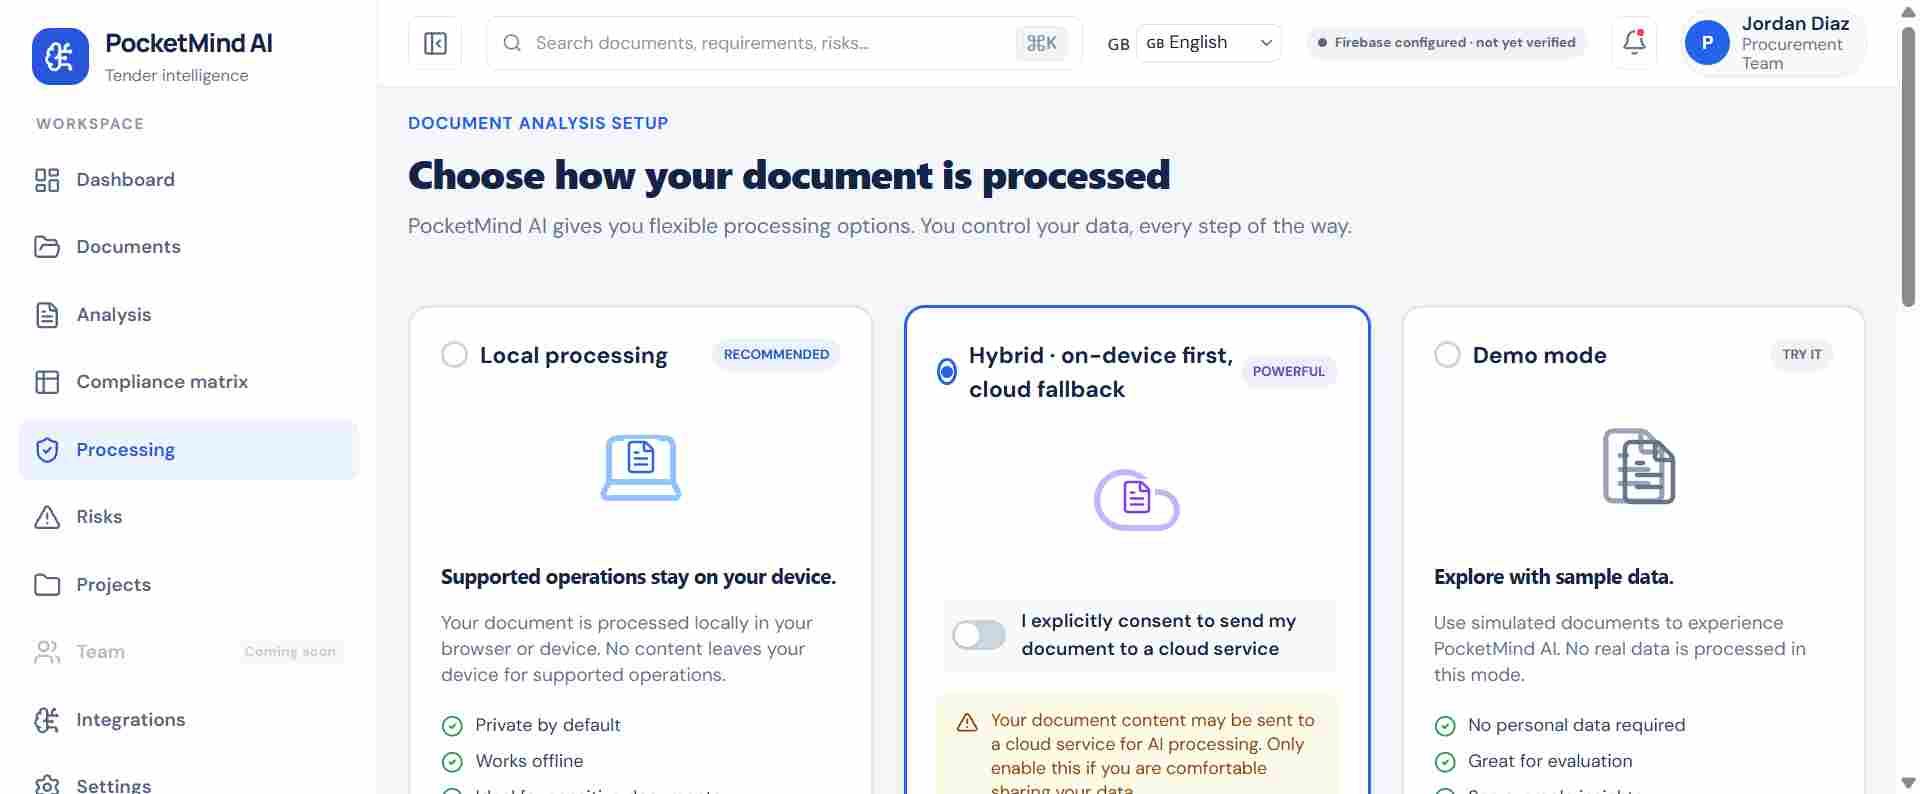 PocketMind AI
Tender intelligence
WORKSPACE
Dashboard
Documents
Analysis
Compliance matrix
Processing
Risks
Projects
Team
Coming soon
Integrations
Settings
Search documents, requirements, risks...
⌘K
GB
GB English
Firebase configured · not yet verified
P
Jordan Diaz
Procurement
Team
DOCUMENT ANALYSIS SETUP
Choose how your document is processed
PocketMind AI gives you flexible processing options. You control your data, every step of the way.
Local processing
RECOMMENDED
Supported operations stay on your device.
Your document is processed locally in your
browser or device. No content leaves your
device for supported operations.
Private by default
Works offline
Hybrid · on-device first,
cloud fallback
POWERFUL
I explicitly consent to send my
document to a cloud service
Your document content may be sent to
a cloud service for AI processing. Only
enable this if you are comfortable
sharing your data
Demo mode
TRY IT
Explore with sample data.
Use simulated documents to experience
PocketMind AI. No real data is processed in
this mode.
No personal data required
Great for evaluation